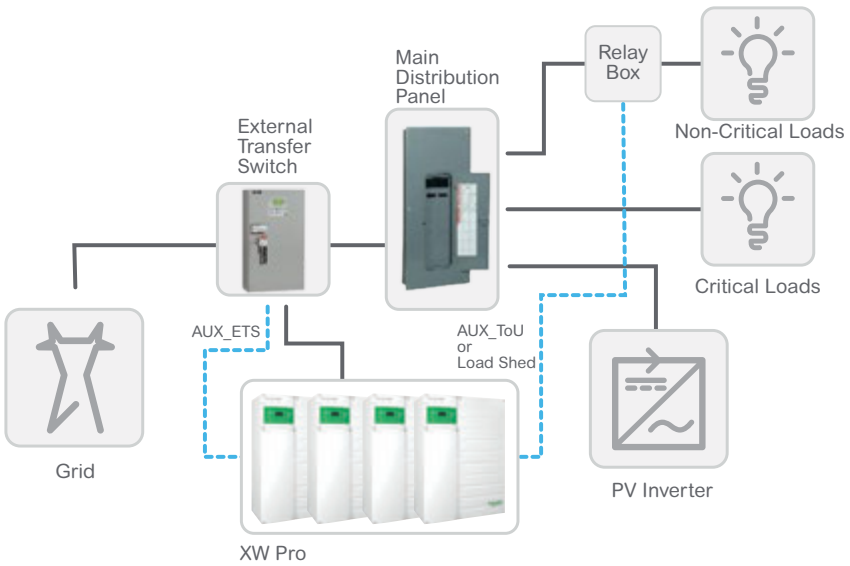 Relay
Box
Non-Critical Loads
Main
Distribution
Panel
External
Transfer
Switch
Critical Loads
AUX_ETS
AUX_ToU
or
Load Shed
Grid
PV Inverter
XW Pro